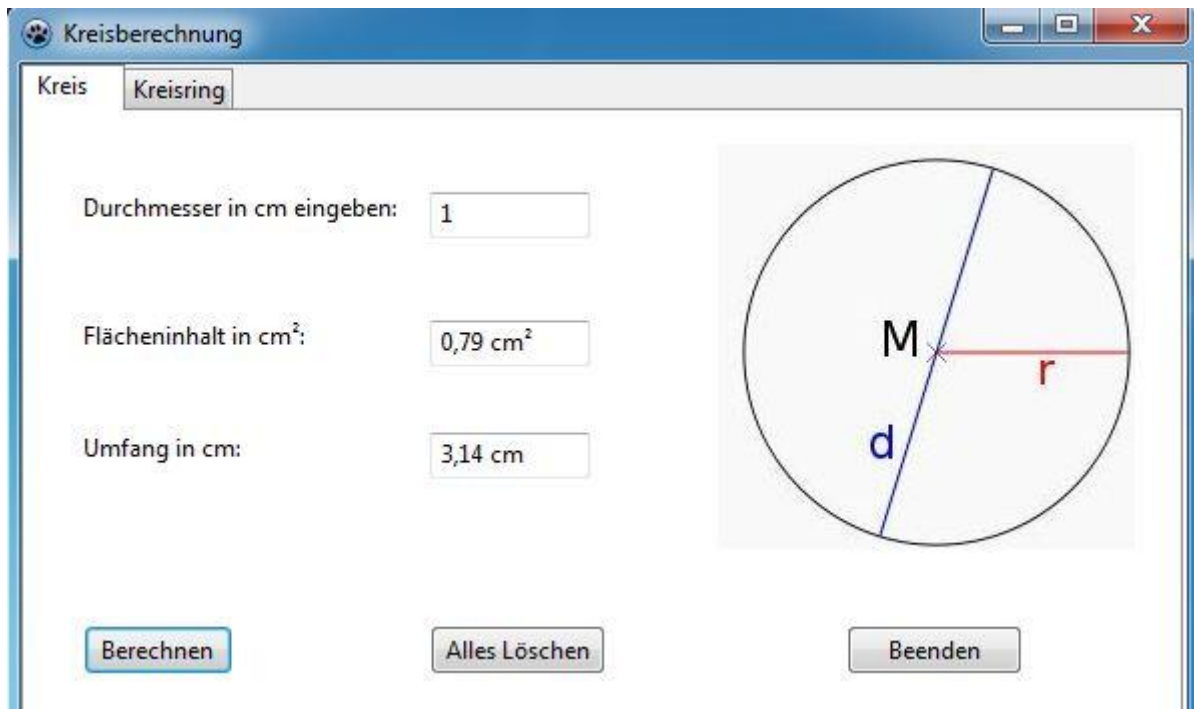 Kreisberechnung
Kreis Kreisring
Durchmesser in cm eingeben: 1
Flächeninhalt in cm²: 0,79 cm²
Umfang in cm: 3,14 cm
M
r
d
Berechnen Alles Löschen Beenden